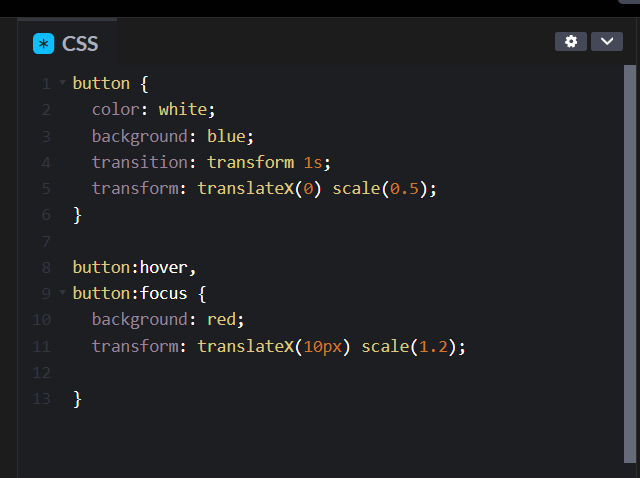 CSS
1 button {
2 color: white;
3 background: blue;
4 transition: transform 1s;
5 transform: translateX(0) scale(0.5);
6 }
7
8 button:hover,
9 button:focus {
10 background: red;
11 transform: translateX(10px) scale(1.2);
12
13 }